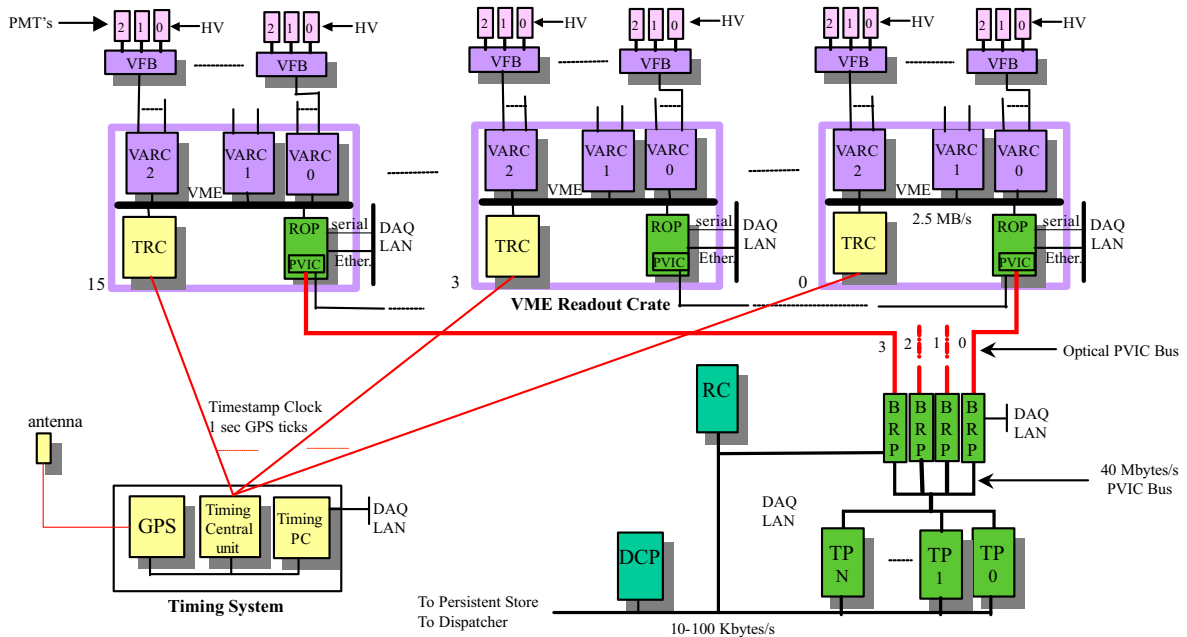 PMT's
2 1 0
HV
2 1 0
HV
2 1 0
HV
2 1 0
HV
2 1 0
HV
2 1 0
HV
VFB
VFB
VFB
VFB
VFB
VFB
VARC
2
VARC
1
VARC
0
VARC
2
VARC
1
VARC
0
VARC
2
VARC
1
VARC
0
VME
VME
VME
2.5 MB/s
TRC
ROP
PVIC
serial
Ether.
DAQ
LAN
15
TRC
ROP
PVIC
serial
Ether.
DAQ
LAN
3
TRC
ROP
PVIC
serial
Ether.
DAQ
LAN
0
VME Readout Crate
3 2 1 0
Optical PVIC Bus
RC
BRP
BRP
BRP
BRP
DAQ
LAN
Timestamp Clock
1 sec GPS ticks
antenna
40 Mbytes/s
PVIC Bus
GPS
Timing
Central
unit
Timing
PC
DAQ
LAN
DAQ
LAN
DCP
TP
N
TP
1
TP
0
Timing System
To Persistent Store
To Dispatcher
10-100 Kbytes/s